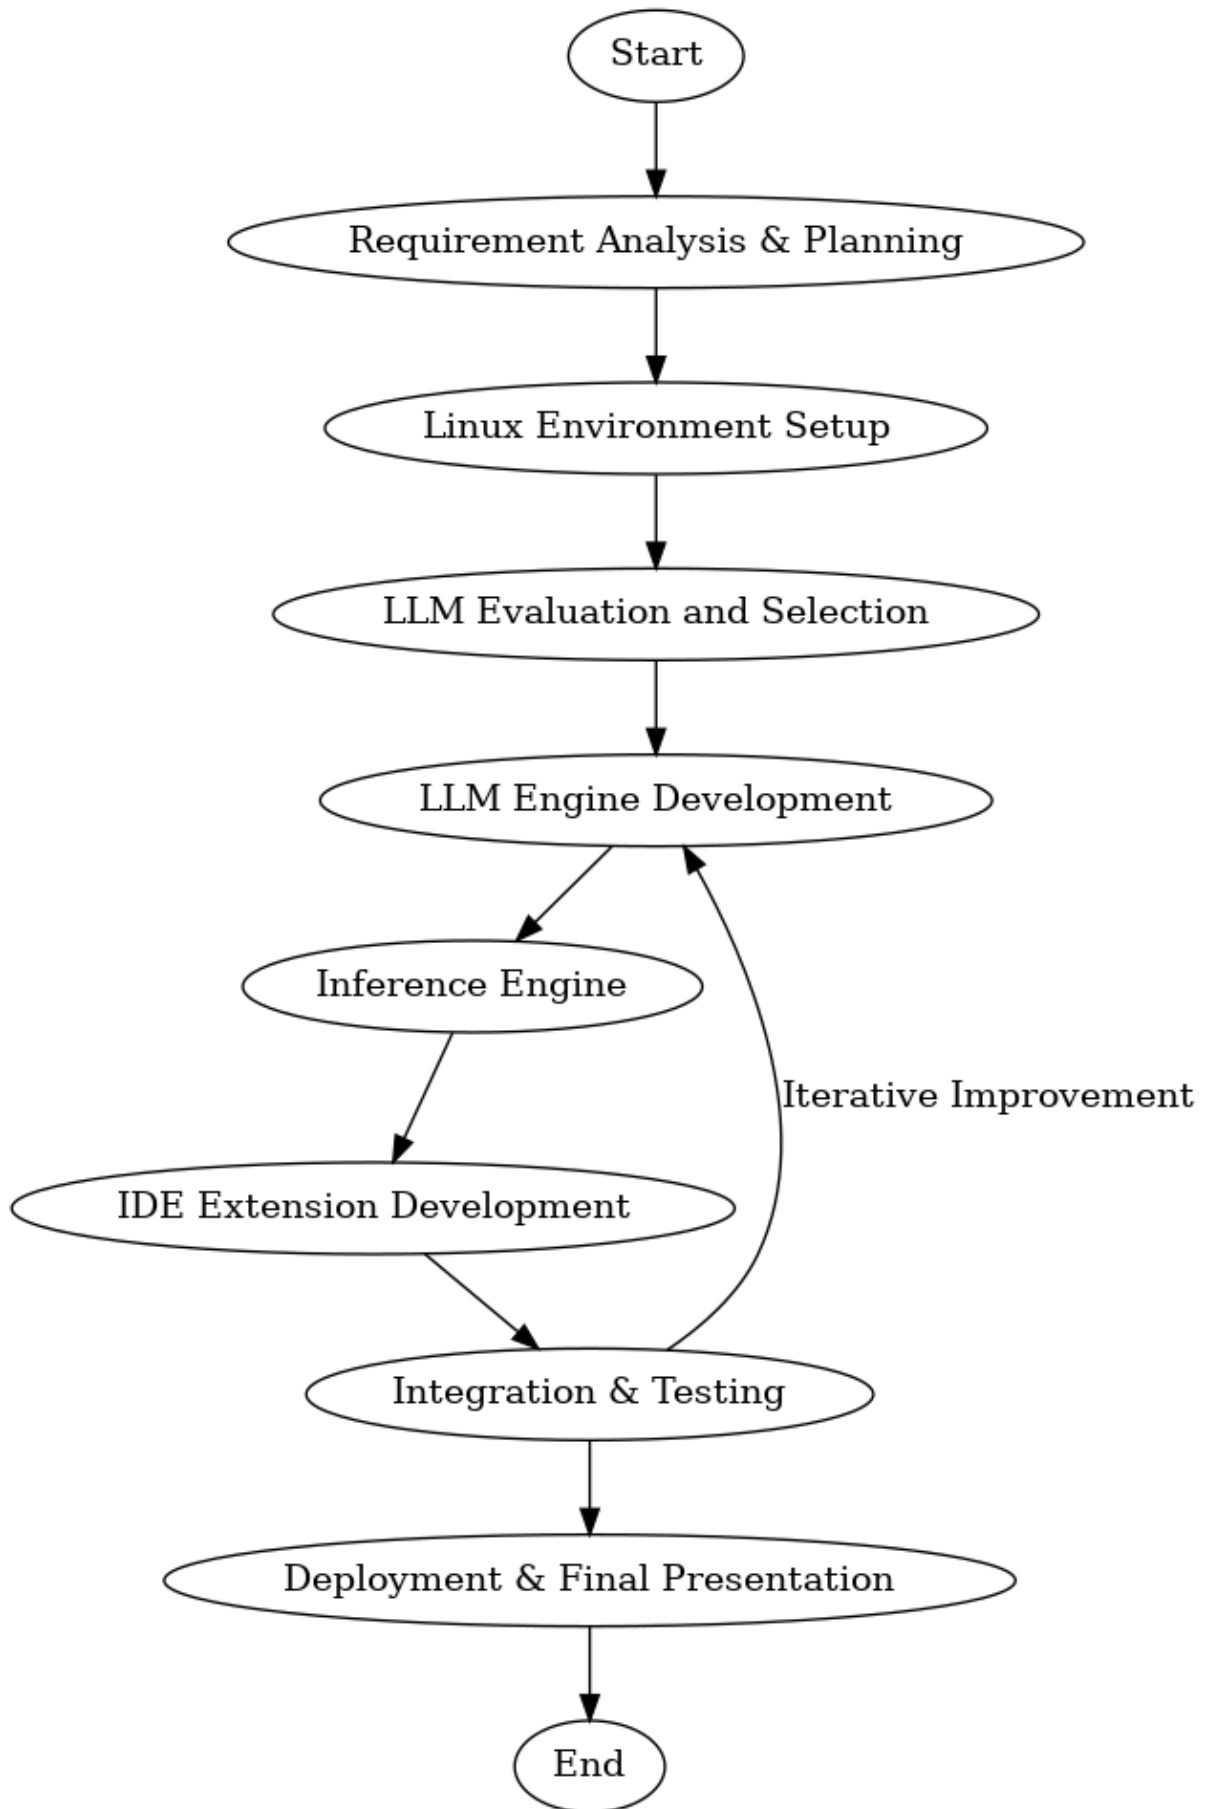 Start
Requirement Analysis & Planning
Linux Environment Setup
LLM Evaluation and Selection
LLM Engine Development
Inference Engine
Iterative Improvement
IDE Extension Development
Integration & Testing
Deployment & Final Presentation
End